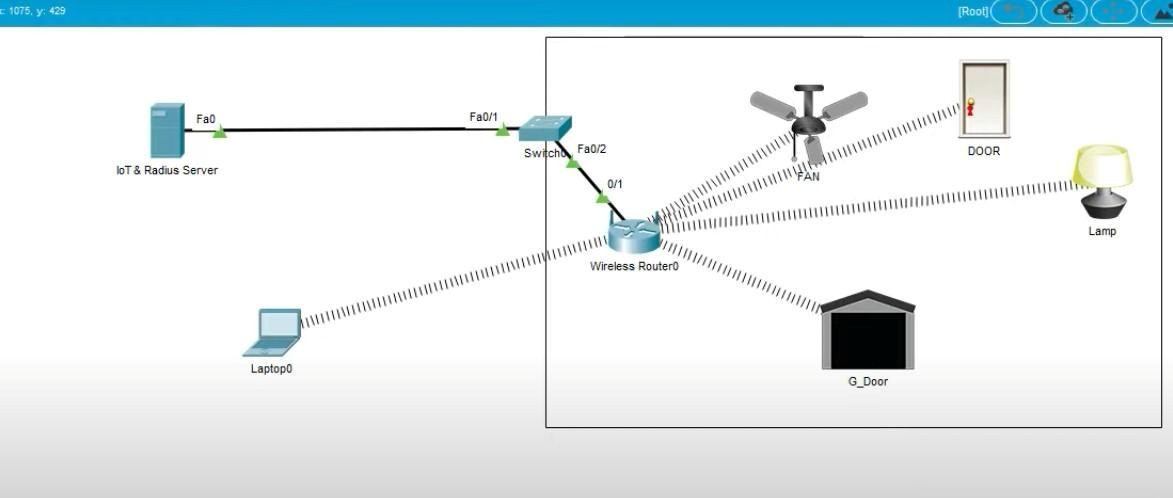 x: 1075, y: 429
[Root]
Fa0
Fa0/1
IoT & Radius Server
Switch0
Fa0/2
0/1
Wireless Router0
FAN
DOOR
Lamp
Laptop0
G_Door